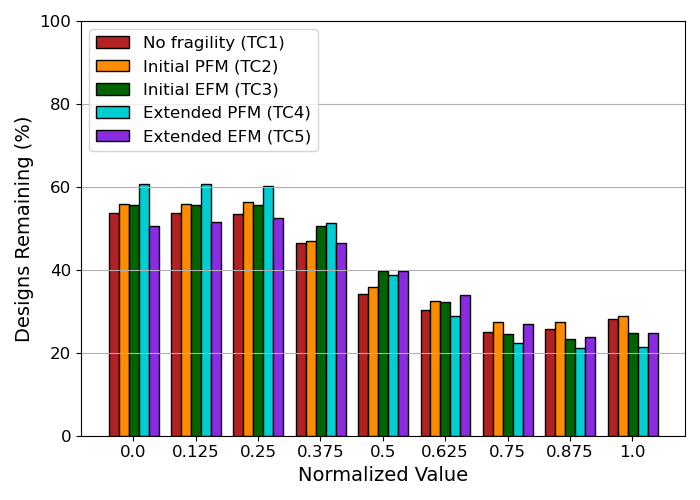 100
80
60
40
20
0
Designs Remaining (%)
No fragility (TC1)
Initial PFM (TC2)
Initial EFM (TC3)
Extended PFM (TC4)
Extended EFM (TC5)
0.0 0.125 0.25 0.375 0.5 0.625 0.75 0.875 1.0
Normalized Value